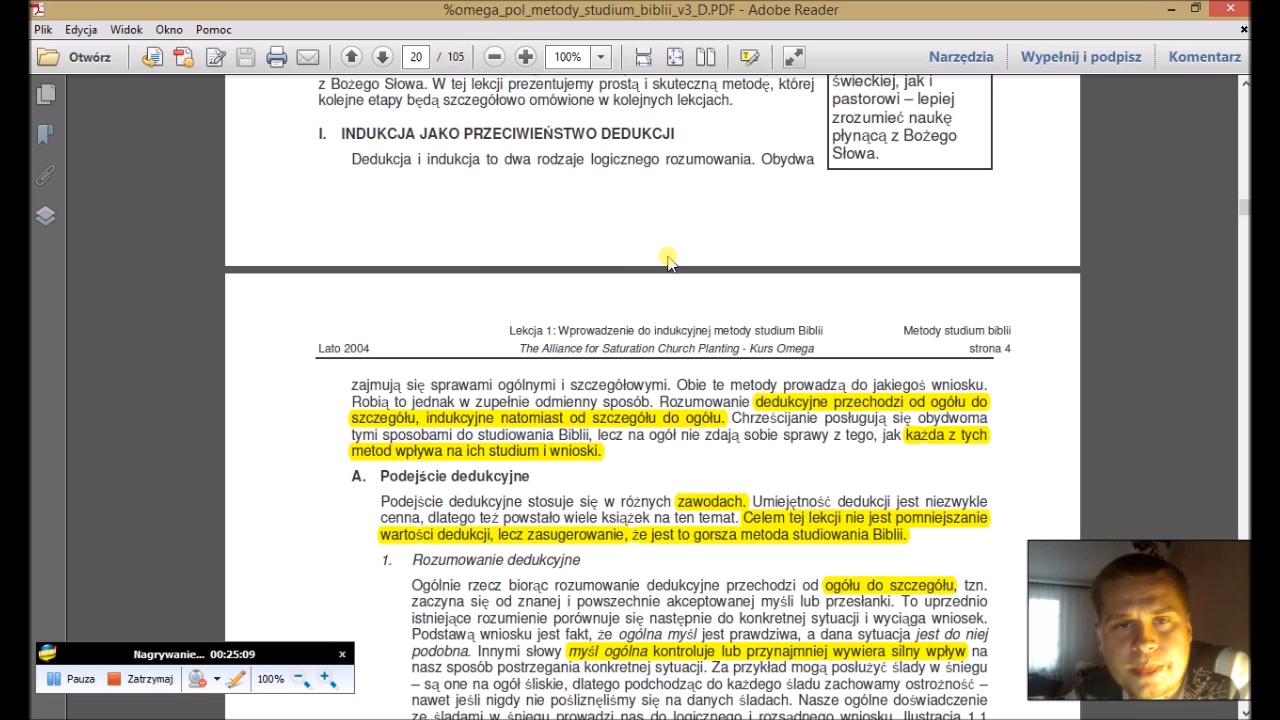 %omega_pol_metody_studium_biblii_v3_D.PDF - Adobe Reader
Plik Edycja Widok Okno Pomoc
Otwórz 20 / 105 100% Narzędzia Wypełnij i podpisz Komentarz
z Bożego Słowa. W tej lekcji prezentujemy prostą i skuteczną metodę, której
kolejne etapy będą szczegółowo omówione w kolejnych lekcjach.
świeckiej, jak i
pastorowi – lepiej
zrozumieć naukę
płynącą z Bożego
Słowa.
I. INDUKCJA JAKO PRZECIWIEŃSTWO DEDUKCJI
Dedukcja i indukcja to dwa rodzaje logicznego rozumowania. Obydwa
Lekcja 1: Wprowadzenie do indukcyjnej metody studium Biblii Metody studium biblii
Lato 2004 The Alliance for Saturation Church Planting - Kurs Omega strona 4
zajmują się sprawami ogólnymi i szczegółowymi. Obie te metody prowadzą do jakiegoś wniosku.
Robią to jednak w zupełnie odmienny sposób. Rozumowanie dedukcyjne przechodzi od ogółu do
szczegółu, indukcyjne natomiast od szczegółu do ogółu. Chrześcijanie posługują się obydwoma
tymi sposobami do studiowania Biblii, lecz na ogół nie zdają sobie sprawy z tego, jak każda z tych
metod wpływa na ich studium i wnioski.
A. Podejście dedukcyjne
Podejście dedukcyjne stosuje się w różnych zawodach. Umiejętność dedukcji jest niezwykle
cenna, dlatego też powstało wiele książek na ten temat. Celem tej lekcji nie jest pomniejszanie
wartości dedukcji, lecz zasugerowanie, że jest to gorsza metoda studiowania Biblii.
1. Rozumowanie dedukcyjne
Ogólnie rzecz biorąc rozumowanie dedukcyjne przechodzi od ogółu do szczegółu, tzn.
zaczyna się od znanej i powszechnie akceptowanej myśli lub przesłanki. To uprzednio
istniejące rozumienie porównuje się następnie do konkretnej sytuacji i wyciąga wniosek.
Podstawą wniosku jest fakt, że ogólna myśl jest prawdziwa, a dana sytuacja jest do niej
podobna. Innymi słowy myśl ogólna kontroluje lub przynajmniej wywiera silny wpływ na
nasz sposób postrzegania konkretnej sytuacji. Za przykład mogą posłużyć ślady w śniegu
– są one na ogół śliskie, dlatego podchodząc do każdego śladu zachowamy ostrożność –
nawet jeśli nigdy nie pośliznęliśmy się na danych śladach. Nasze ogólne doświadczenie
ze śladami w śniegu prowadzi nas do logicznego i rozsądnego wniosku. Ilustracja 1.1
Nagrywanie... 00:25:09
Pauza Zatrzymaj 100%